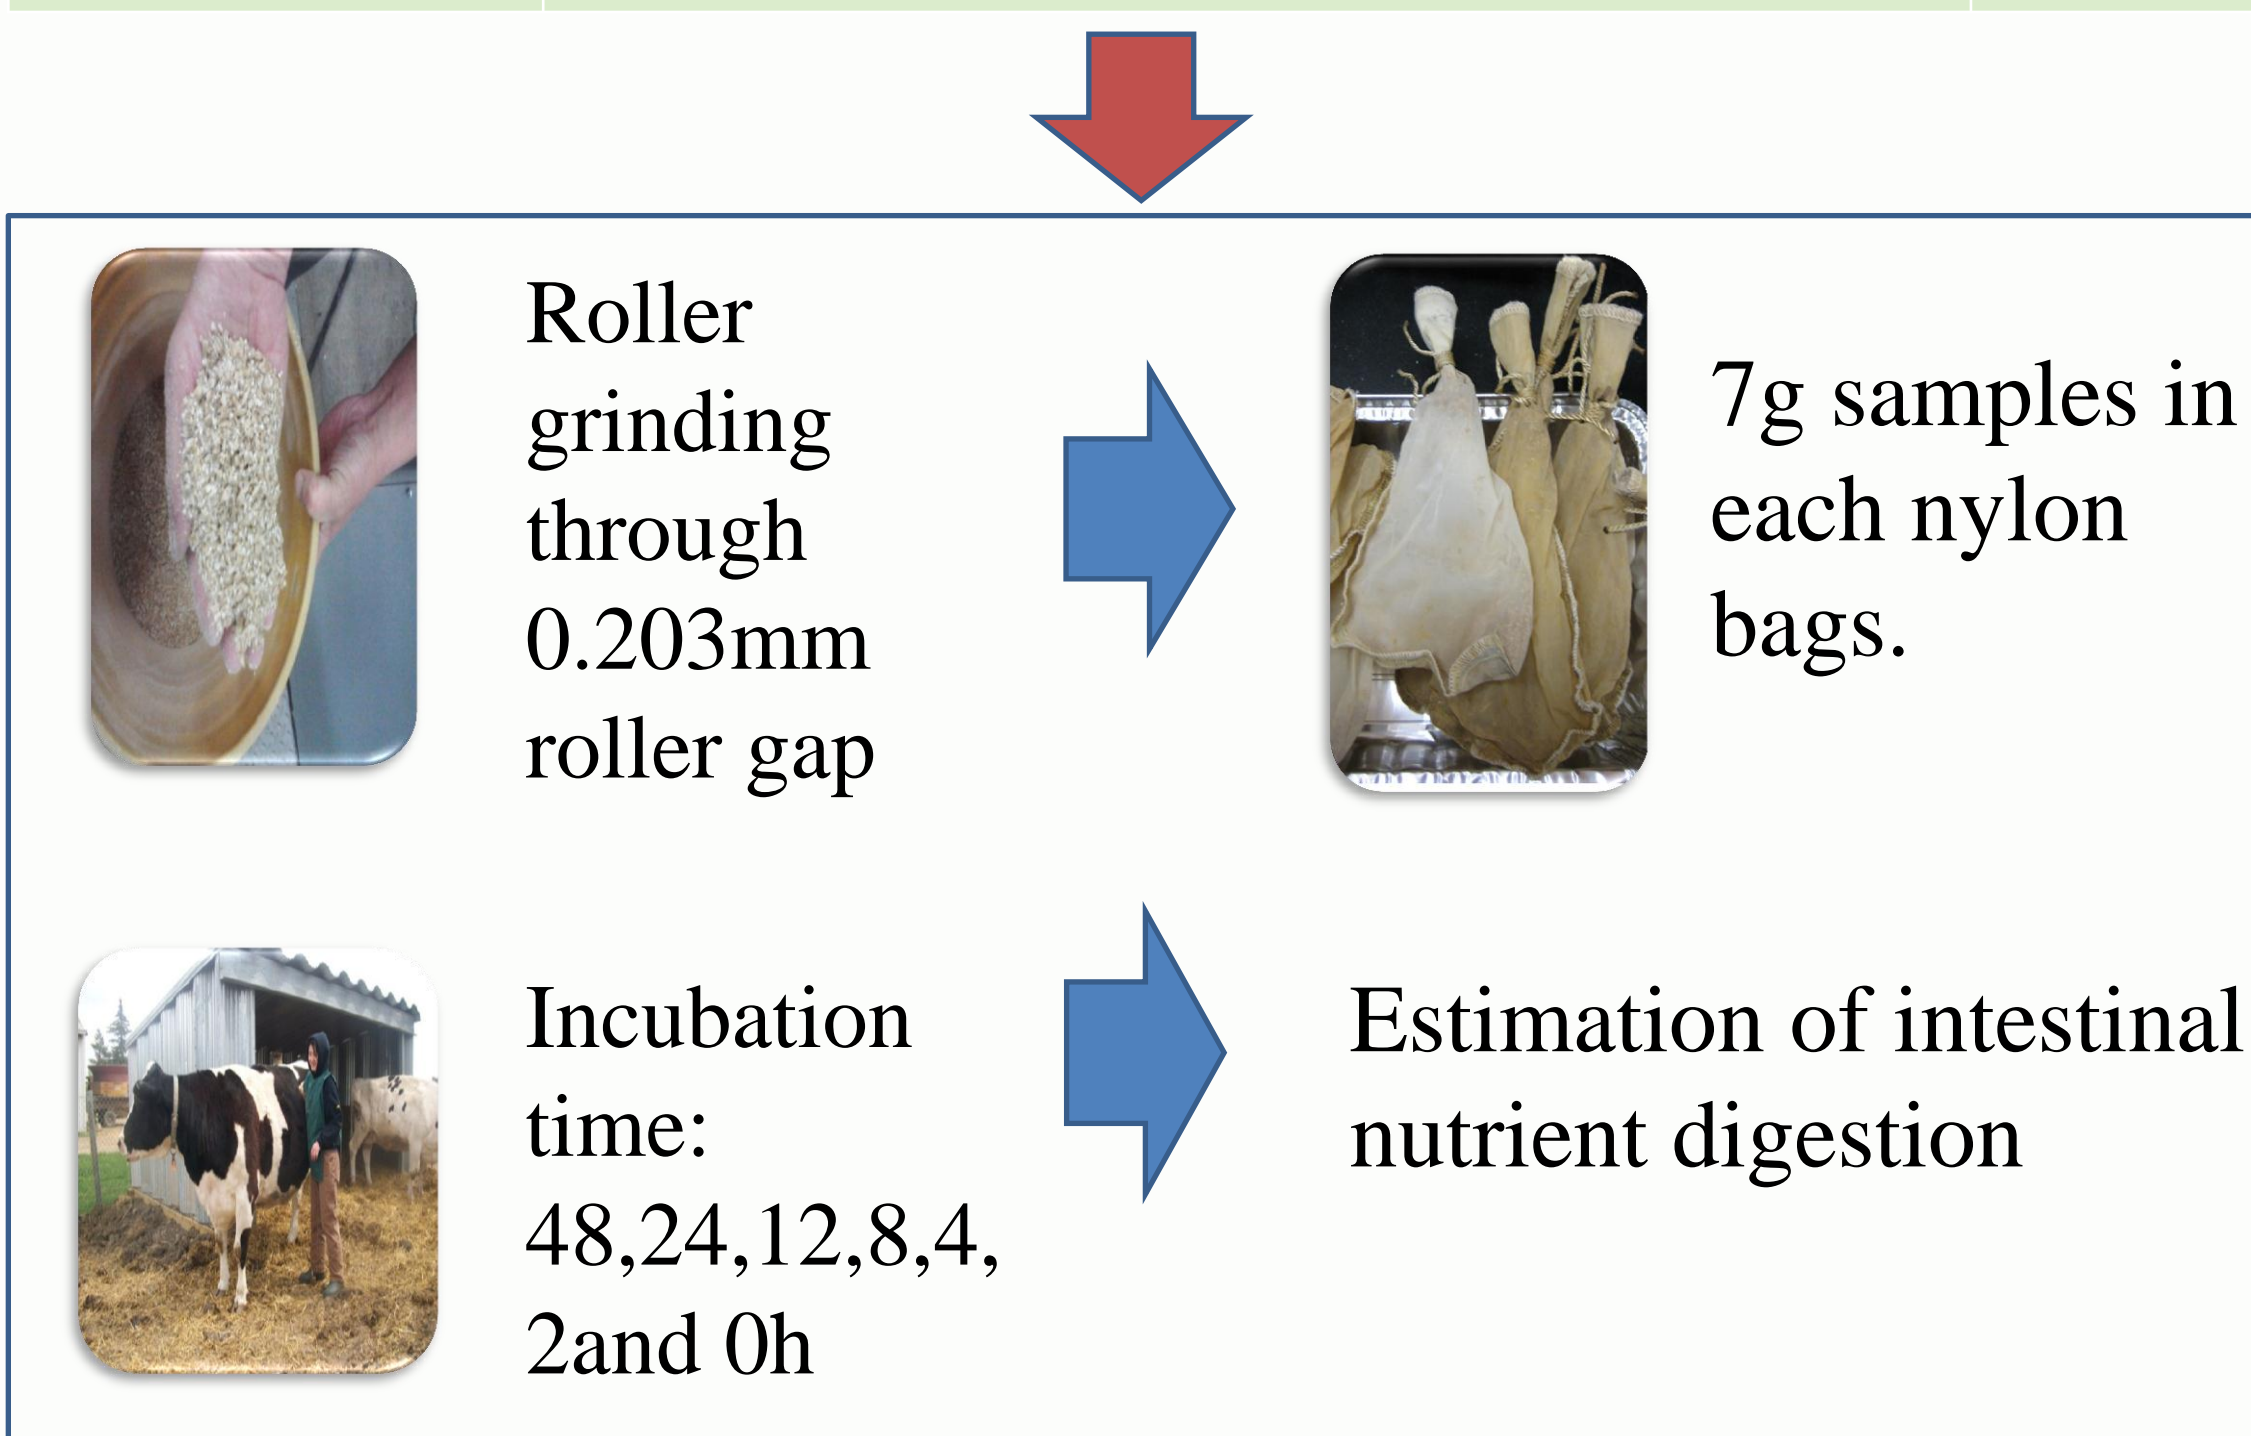 Roller
grinding
through
0.203mm
roller gap
7g samples in
each nylon
bags.
Incubation
time:
48,24,12,8,4,
2and 0h
Estimation of intestinal
nutrient digestion